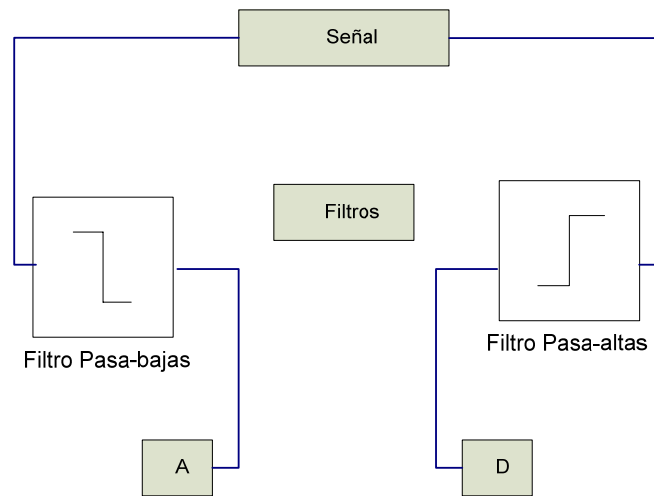 Señal
Filtros
Filtro Pasa-bajas
Filtro Pasa-altas
A
D